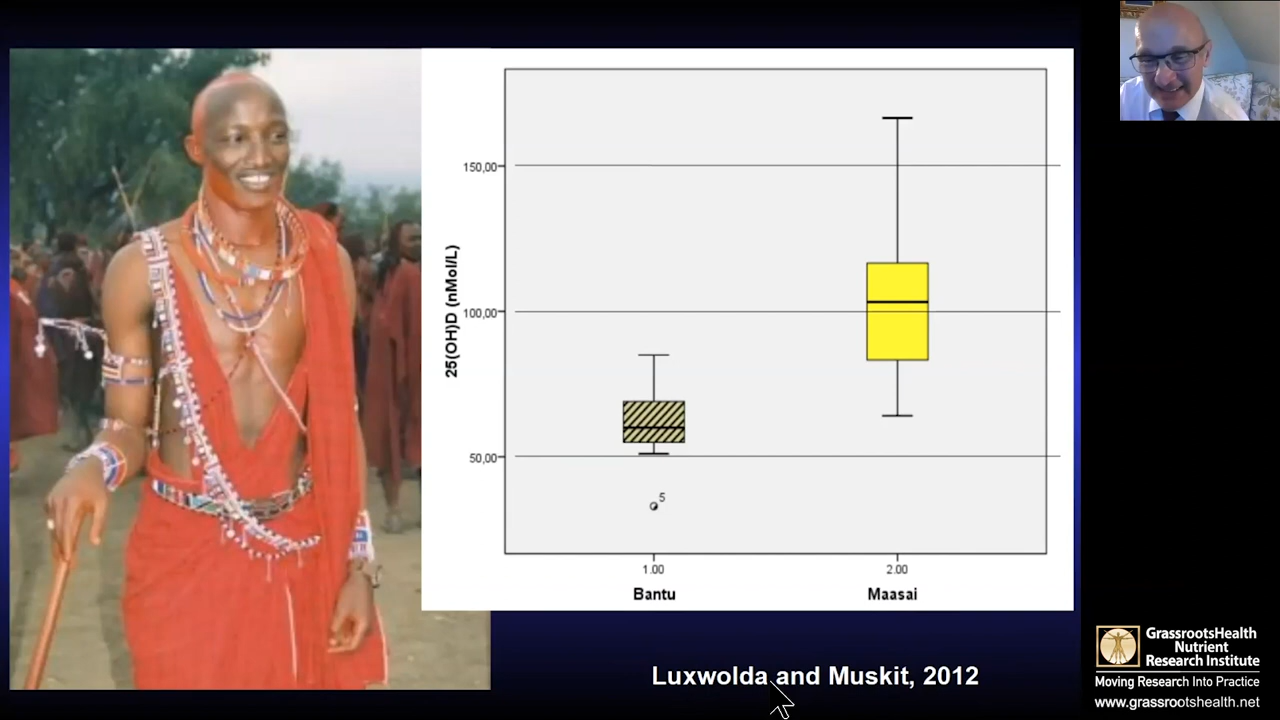 25(OH)D (nMol/L)
150,00
100,00
50,00
5
1.00
2.00
Bantu
Maasai
Luxwolda and Muskit, 2012
GrassrootsHealth
Nutrient
Research Institute
Moving Research Into Practice
www.grassrootshealth.net